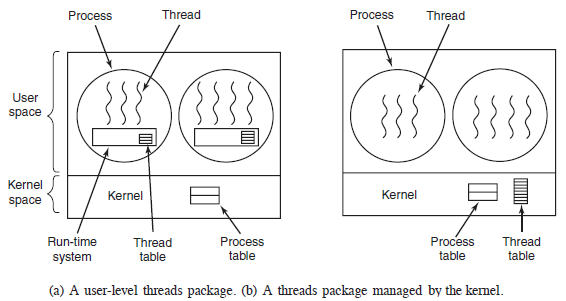 Process
Thread
Process
Thread
User
space
Kernel
space
Kernel
Kernel
Run-time
system
Thread
table
Process
table
Process
table
Thread
table
(a) A user-level threads package. (b) A threads package managed by the kernel.